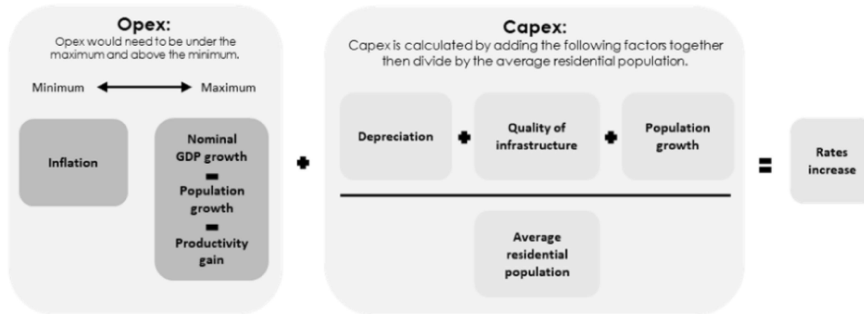 Opex:
Opex would need to be under the
maximum and above the minimum.
Minimum
Maximum
Inflation
Nominal
GDP growth
Population
growth
Productivity
gain
Capex:
Capex is calculated by adding the following factors together
then divide by the average residential population.
Depreciation
Quality of
infrastructure
Population
growth
Average
residential
population
Rates
increase